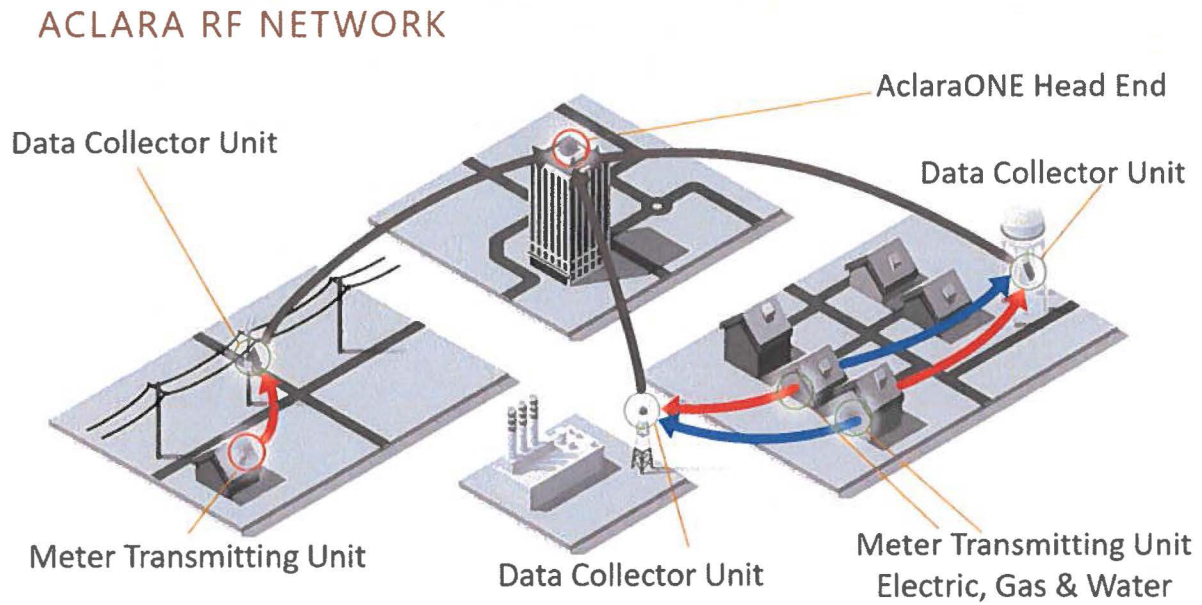 ACLARA RF NETWORK
AclaraONE Head End
Data Collector Unit
Data Collector Unit
Meter Transmitting Unit
Data Collector Unit
Meter Transmitting Unit
Electric, Gas & Water